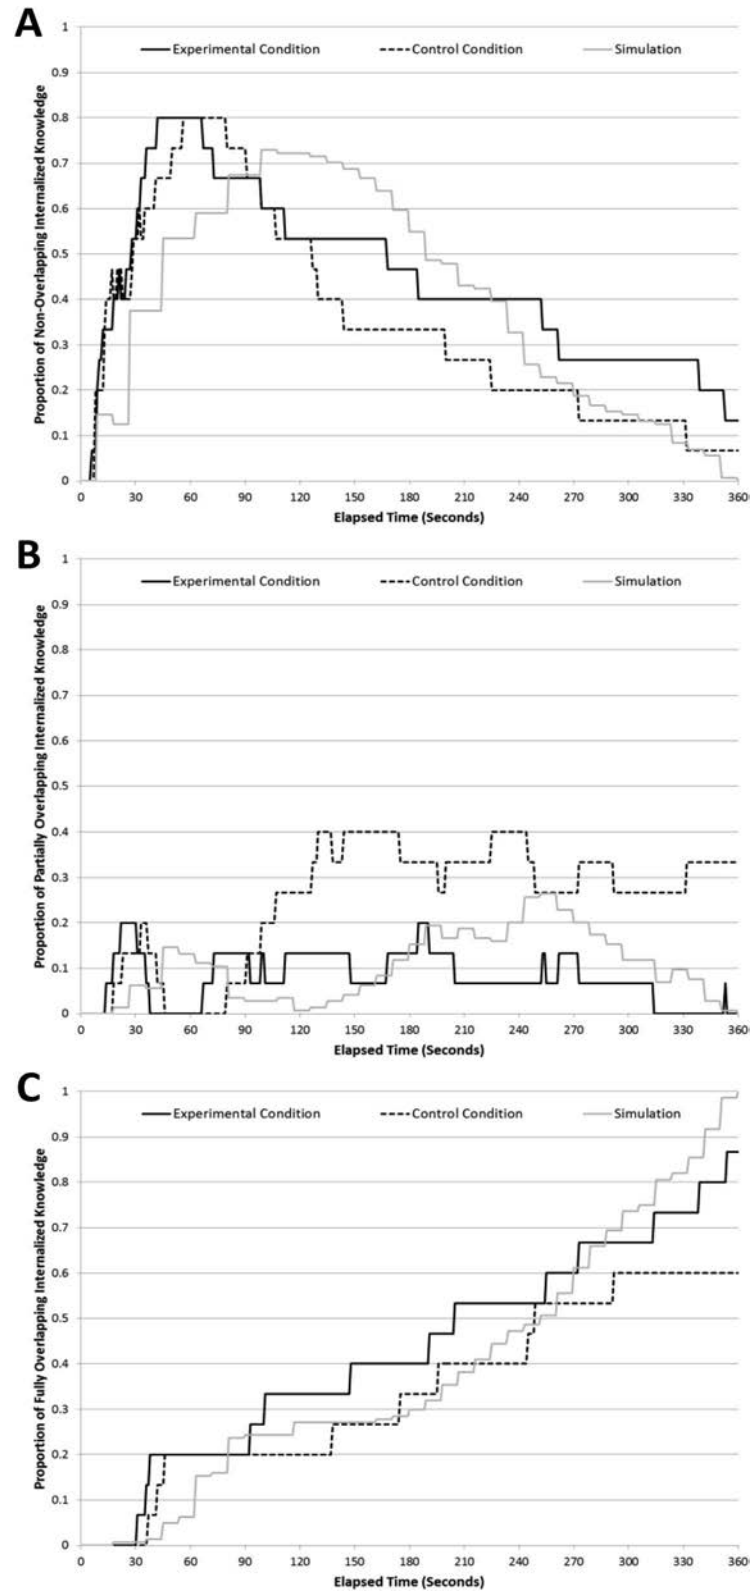 A
Experimental Condition Control Condition Simulation
1
0.9
0.8
0.7
0.6
0.5
0.4
0.3
0.2
0.1
0
Proportion of Non-Overlapping Internalized Knowledge
0 30 60 90 120 150 180 210 240 270 300 330 360
Elapsed Time (Seconds)
B
Experimental Condition Control Condition Simulation
1
0.9
0.8
0.7
0.6
0.5
0.4
0.3
0.2
0.1
0
Proportion of Partially Overlapping Internalized Knowledge
0 30 60 90 120 150 180 210 240 270 300 330 360
Elapsed Time (Seconds)
C
Experimental Condition Control Condition Simulation
1
0.9
0.8
0.7
0.6
0.5
0.4
0.3
0.2
0.1
0
Proportion of Fully Overlapping Internalized Knowledge
0 30 60 90 120 150 180 210 240 270 300 330 360
Elapsed Time (Seconds)